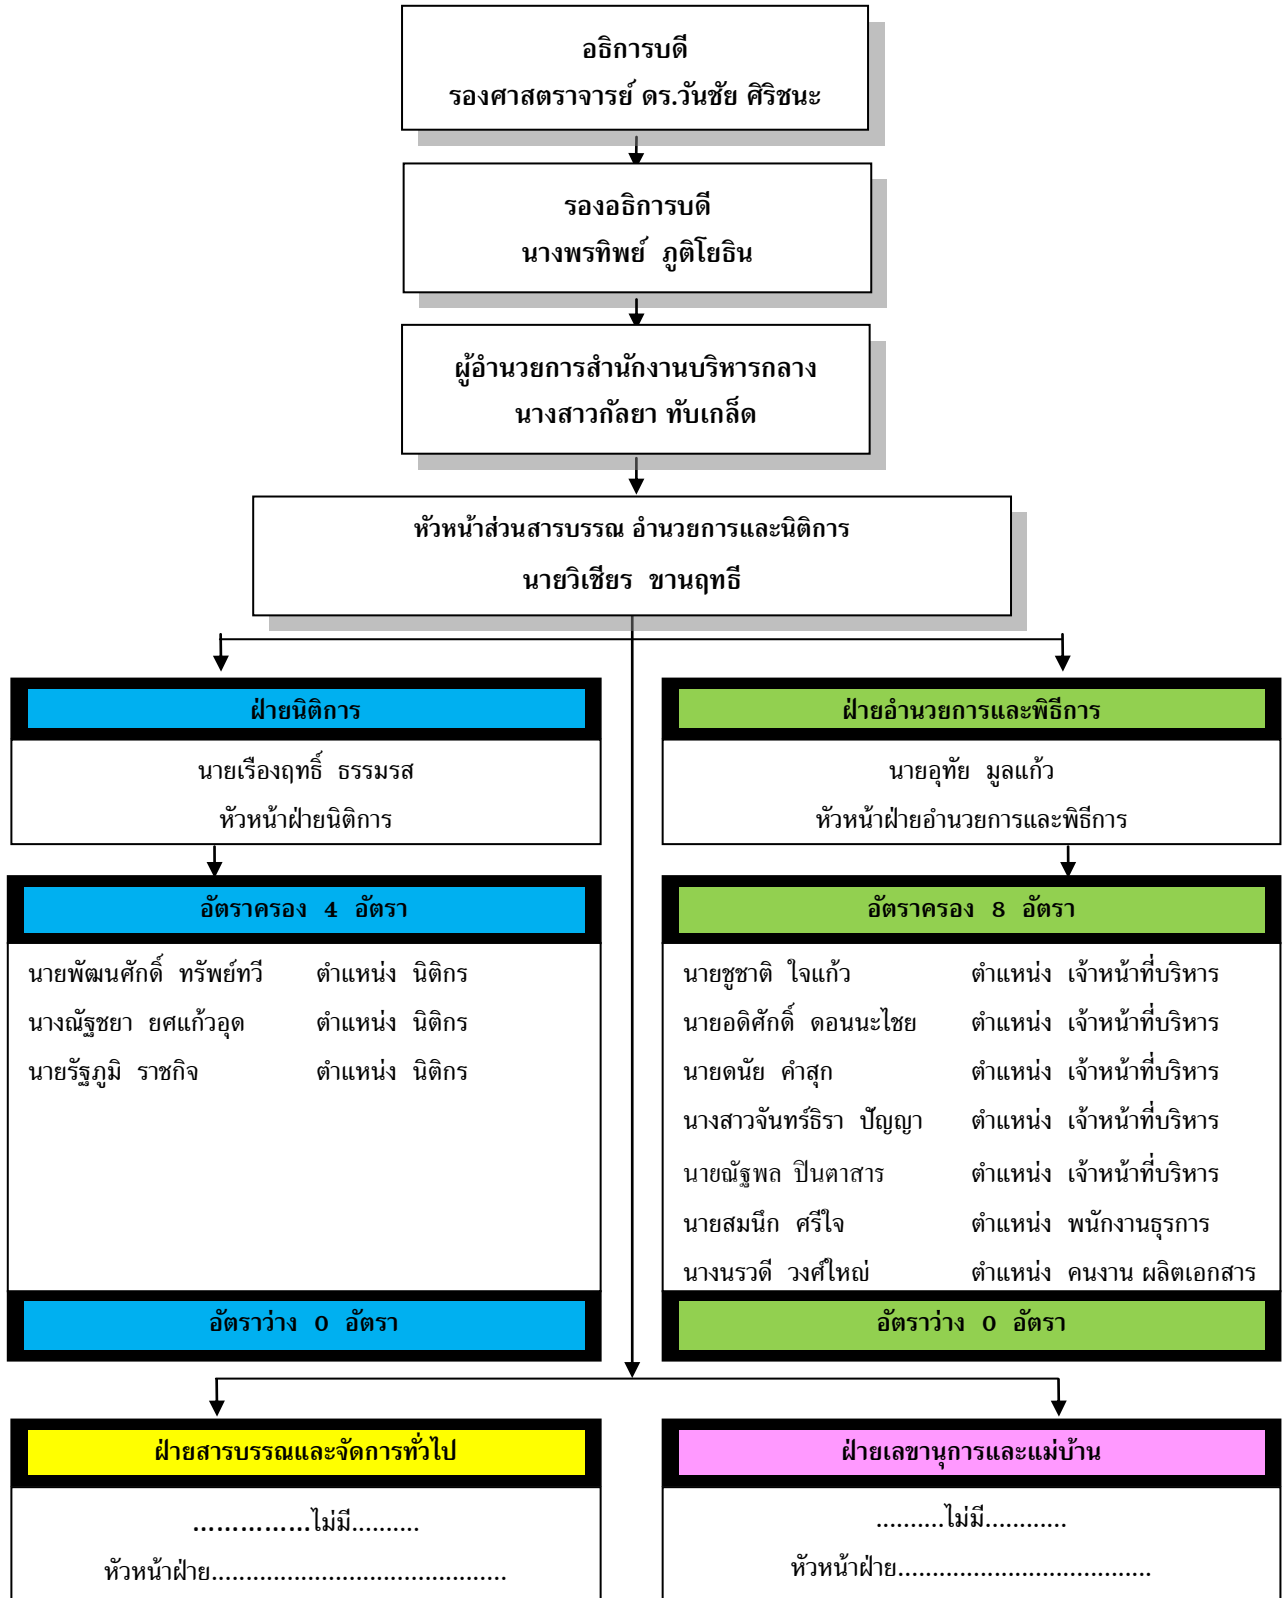 อธิการบดี
รองศาสตราจารย์ ดร.วันชัย ศิริชนะ
รองอธิการบดี
นางพรทิพย์ ภูติโยธิน
ผู้อำนวยการสำนักงานบริหารกลาง
นางสาวกัลยา ทับเกล็ด
หัวหน้าส่วนสารบรรณ อำนวยการและนิติการ
นายวิเชียร ขานฤทธี
ฝ่ายนิติการ
นายเรืองฤทธิ์ ธรรมรส
หัวหน้าฝ่ายนิติการ
อัตราครอง 4 อัตรา
นายพัฒนศักดิ์ ทรัพย์ทวี ตำแหน่ง นิติกร
นางณัฐชยา ยศแก้วอุด ตำแหน่ง นิติกร
นายรัฐภูมิ ราชกิจ ตำแหน่ง นิติกร
อัตราว่าง 0 อัตรา
ฝ่ายอำนวยการและพิธีการ
นายอุทัย มูลแก้ว
หัวหน้าฝ่ายอำนวยการและพิธีการ
อัตราครอง 8 อัตรา
นายชูชาติ ใจแก้ว ตำแหน่ง เจ้าหน้าที่บริหาร
นายอดิศักดิ์ ดอนนะไชย ตำแหน่ง เจ้าหน้าที่บริหาร
นายดนัย คำสุก ตำแหน่ง เจ้าหน้าที่บริหาร
นางสาวจันทร์ธิรา ปัญญา ตำแหน่ง เจ้าหน้าที่บริหาร
นายณัฐพล ปินตาสาร ตำแหน่ง เจ้าหน้าที่บริหาร
นายสมนึก ศรีใจ ตำแหน่ง พนักงานธุรการ
นางนรวดี วงศ์ใหญ่ ตำแหน่ง คนงาน ผลิตเอกสาร
อัตราว่าง 0 อัตรา
ฝ่ายสารบรรณและจัดการทั่วไป
……………ไม่มี..........
หัวหน้าฝ่าย...........................................
ฝ่ายเลขานุการและแม่บ้าน
..........ไม่มี............
หัวหน้าฝ่าย.....................................